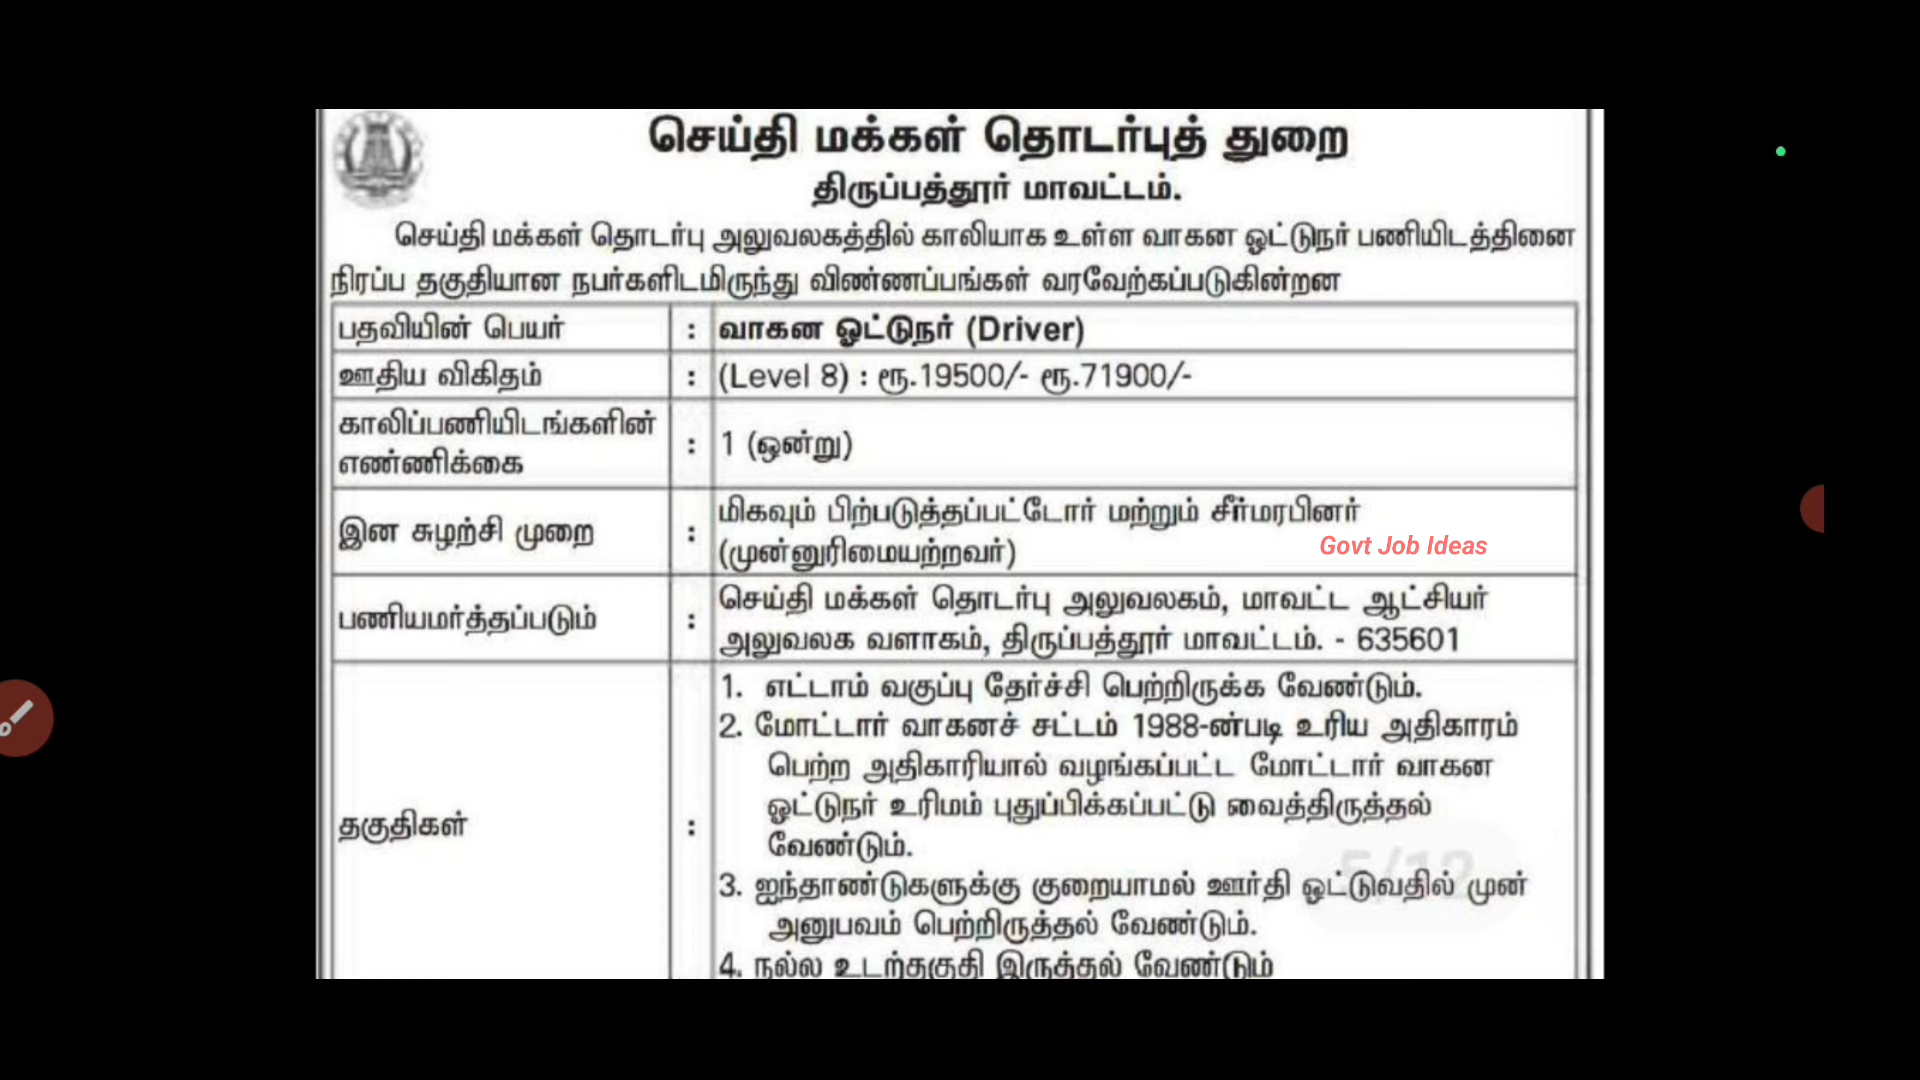 செய்தி மக்கள் தொடர்புத் துறை
திருப்பத்தூர் மாவட்டம்.
செய்தி மக்கள் தொடர்பு அலுவலகத்தில் காலியாக உள்ள வாகன ஓட்டுநர் பணியிடத்தினை
நிரப்ப தகுதியான நபர்களிடமிருந்து விண்ணப்பங்கள் வரவேற்கப்படுகின்றன
பதவியின் பெயர் : வாகன ஓட்டுநர் (Driver)
ஊதிய விகிதம் : (Level 8) : ரூ.19500/- ரூ.71900/-
காலிப்பணியிடங்களின்
எண்ணிக்கை : 1 (ஒன்று)
இன சுழற்சி முறை : மிகவும் பிற்படுத்தப்பட்டோர் மற்றும் சீர்மரபினர்
(முன்னுரிமையற்றவர்)
Govt Job Ideas
பணியமர்த்தப்படும் : செய்தி மக்கள் தொடர்பு அலுவலகம், மாவட்ட ஆட்சியர்
அலுவலக வளாகம், திருப்பத்தூர் மாவட்டம். - 635601
தகுதிகள் :
1. எட்டாம் வகுப்பு தேர்ச்சி பெற்றிருக்க வேண்டும்.
2. மோட்டார் வாகனச் சட்டம் 1988-ன்படி உரிய அதிகாரம்
பெற்ற அதிகாரியால் வழங்கப்பட்ட மோட்டார் வாகன
ஓட்டுநர் உரிமம் புதுப்பிக்கப்பட்டு வைத்திருத்தல்
வேண்டும்.
3. ஐந்தாண்டுகளுக்கு குறையாமல் ஊர்தி ஓட்டுவதில் முன்
அனுபவம் பெற்றிருத்தல் வேண்டும்.
4. நல்ல உடற்தகுதி இருத்தல் வேண்டும்
5/12